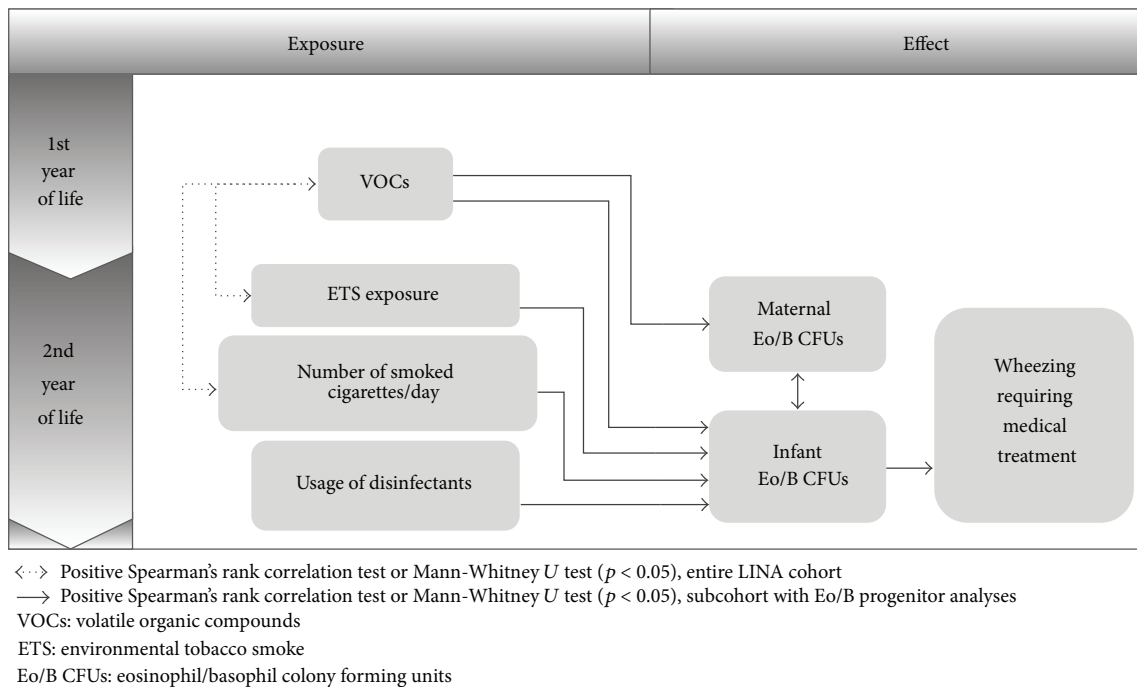 Exposure
Effect
1st
year
of life
VOCs
ETS exposure
Maternal
Eo/B CFUs
2nd
year
of life
Number of smoked
cigarettes/day
Wheezing
requiring
medical
treatment
Infant
Eo/B CFUs
Usage of disinfectants
Positive Spearman's rank correlation test or Mann-Whitney U test (p < 0.05), entire LINA cohort
Positive Spearman's rank correlation test or Mann-Whitney U test (p < 0.05), subcohort with Eo/B progenitor analyses
VOCs: volatile organic compounds
ETS: environmental tobacco smoke
Eo/B CFUs: eosinophil/basophil colony forming units